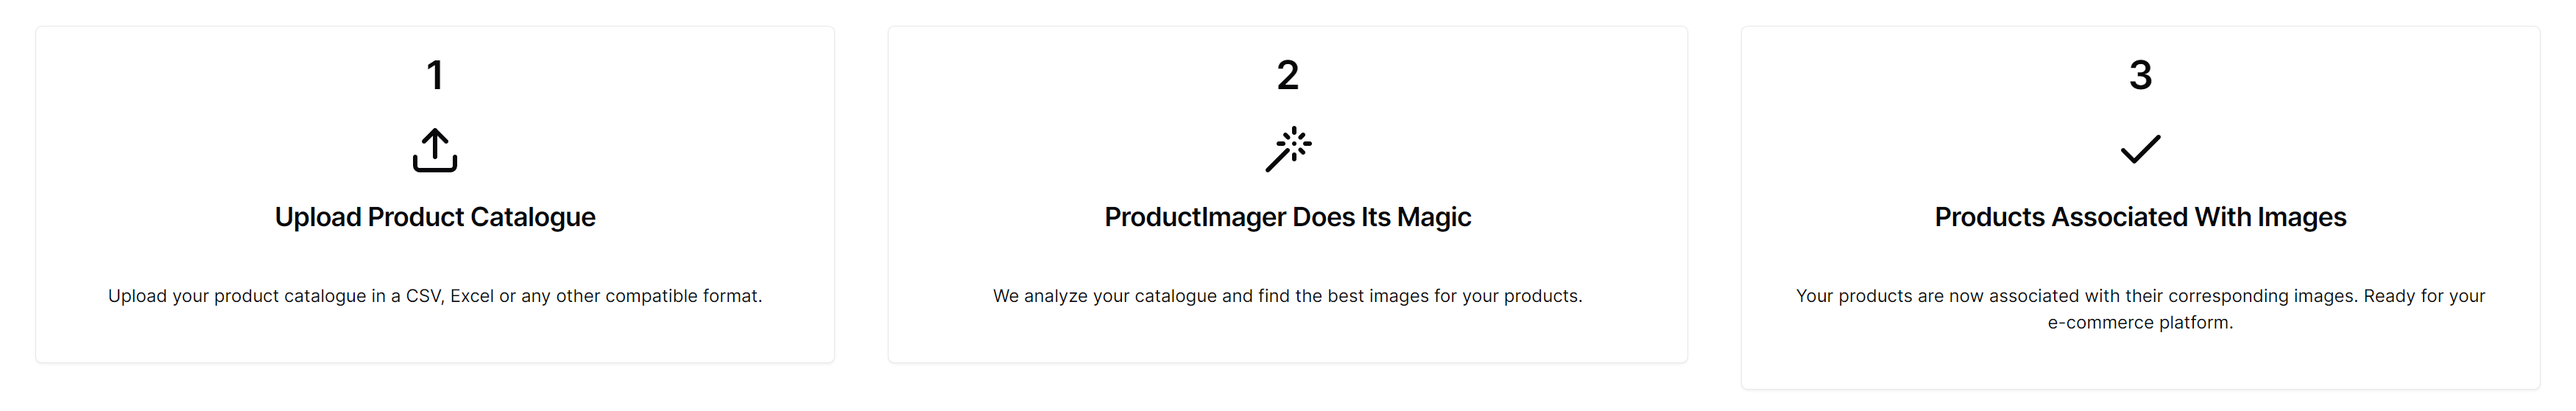 1
Upload Product Catalogue
Upload your product catalogue in a CSV, Excel or any other compatible format.
2
ProductImager Does Its Magic
We analyze your catalogue and find the best images for your products.
3
Products Associated With Images
Your products are now associated with their corresponding images. Ready for your
e-commerce platform.